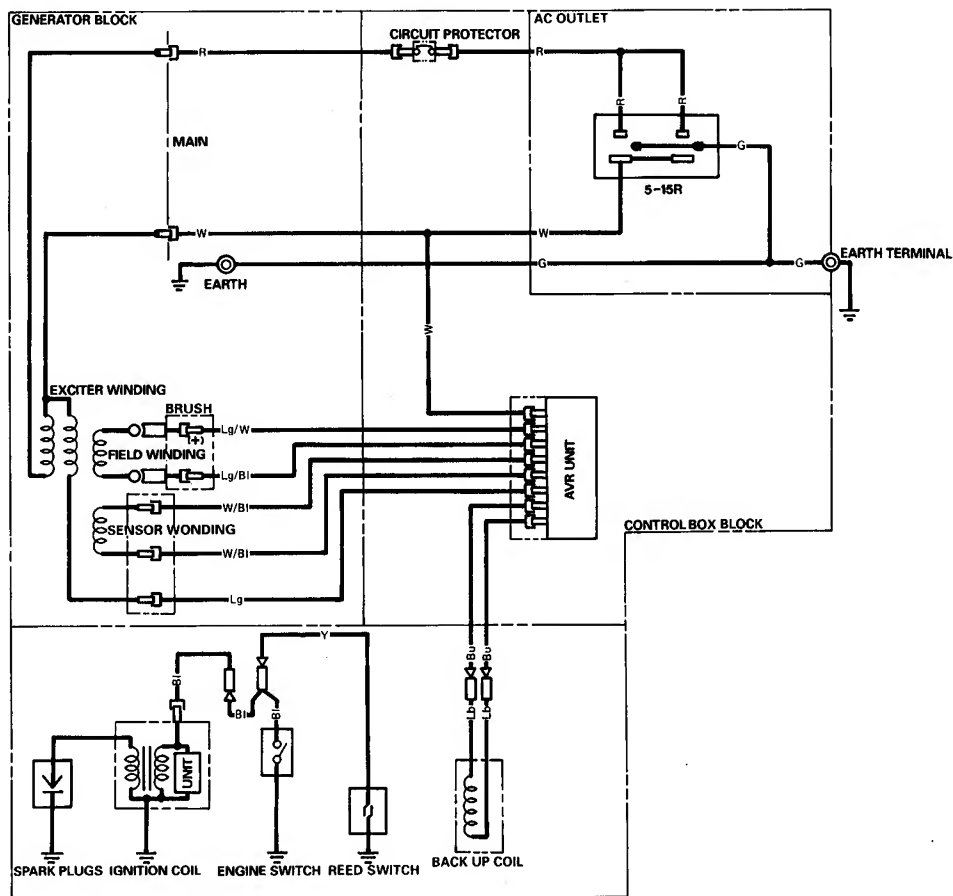 GENERATOR BLOCK
AC OUTLET
CIRCUIT PROTECTOR
R
R
R
R
MAIN
G
5-15R
W
W
G
G
EARTH TERMINAL
EARTH
W
EXCITER WINDING
BRUSH
(+)
Lg/W
FIELD WINDING
Lg/Bl
AVR UNIT
W/Bl
SENSOR WONDING
CONTROL BOX BLOCK
W/Bl
Lg
Y
Bl
Bu
Bu
Bl
Bl
Lb
Lb
UNIT
SPARK PLUGS
IGNITION COIL
ENGINE SWITCH
REED SWITCH
BACK UP COIL